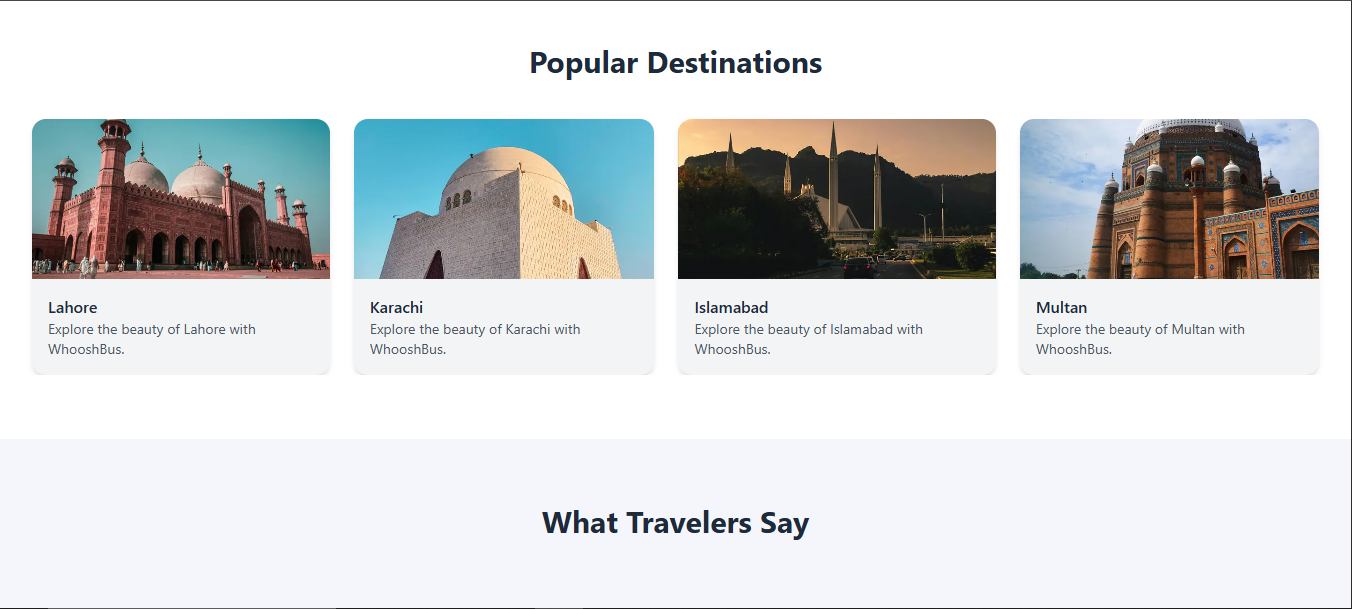 Popular Destinations
Lahore
Explore the beauty of Lahore with
WhooshBus.
Karachi
Explore the beauty of Karachi with
WhooshBus.
Islamabad
Explore the beauty of Islamabad with
WhooshBus.
Multan
Explore the beauty of Multan with
WhooshBus.
What Travelers Say